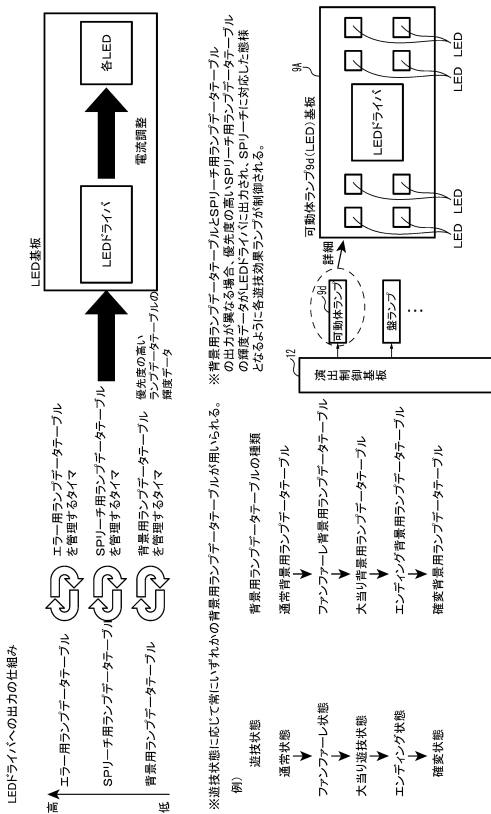 LEDドライバへの出力の仕組み
高
低
エラー用ランプデータテーブル
SPリーチ用ランプデータテーブル
背景用ランプデータテーブル
エラー用ランプデータテーブル
を管理するタイマ
SPリーチ用ランプデータテーブル
を管理するタイマ
背景用ランプデータテーブル
を管理するタイマ
優先度の高い
ランプデータテーブルの
輝度データ
LED基板
LEDドライバ
電流調整
各LED
※遊技状態に応じて常にいずれかの背景用ランプデータテーブルが用いられる。
例)
遊技状態
通常状態
ファンファーレ状態
大当り遊技状態
エンディング状態
確変状態
背景用ランプデータテーブルの種類
通常背景用ランプデータテーブル
ファンファーレ背景用ランプデータテーブル
大当り背景用ランプデータテーブル
エンディング背景用ランプデータテーブル
確変背景用ランプデータテーブル
※背景用ランプデータテーブルとSPリーチ用ランプデータテーブル
の出力が異なる場合、優先度の高いSPリーチ用ランプデータテーブル
の輝度データがLEDドライバに出力され、SPリーチに対応した態様
となるように各遊技効果ランプが制御される。
12
演出制御基板
9d
可動体ランプ
盤ランプ
…
詳細
可動体ランプ9d(LED)基板
9A
LEDドライバ
LED
LED
LED
LED
LED
LED
LED
LED